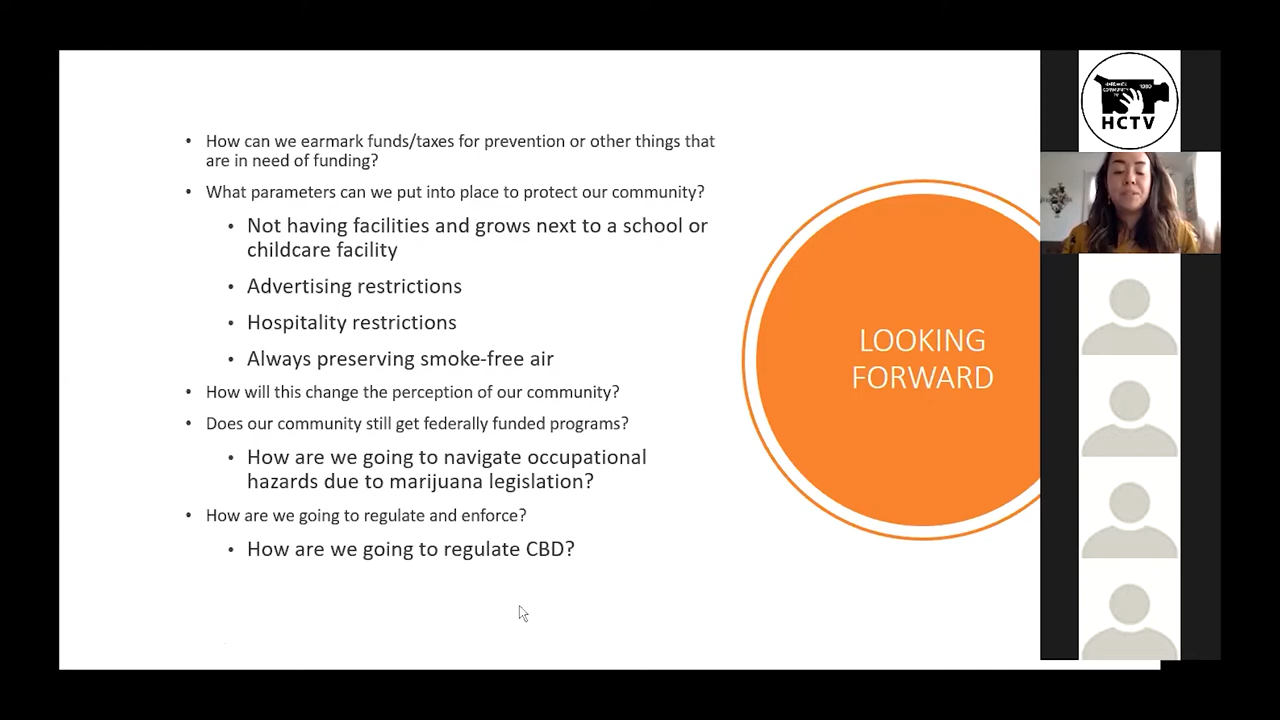 • How can we earmark funds/taxes for prevention or other things that
are in need of funding?
• What parameters can we put into place to protect our community?
• Not having facilities and grows next to a school or
childcare facility
• Advertising restrictions
• Hospitality restrictions
• Always preserving smoke-free air
• How will this change the perception of our community?
• Does our community still get federally funded programs?
• How are we going to navigate occupational
hazards due to marijuana legislation?
• How are we going to regulate and enforce?
• How are we going to regulate CBD?
LOOKING
FORWARD
HCTV